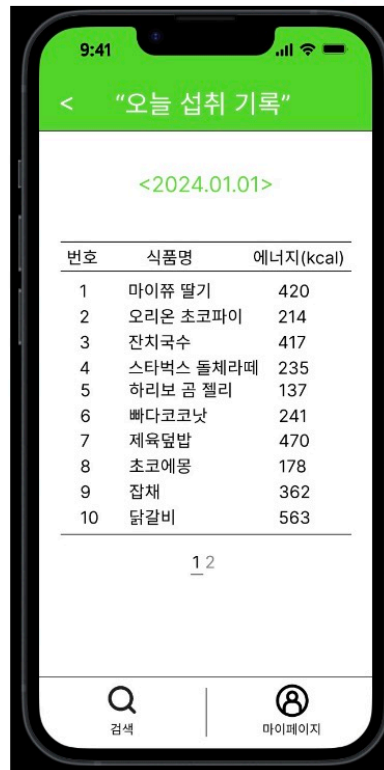 9:41
< “오늘 섭취 기록”
<2024.01.01>
번호 식품명 에너지(kcal)
1 마이쮸 딸기 420
2 오리온 초코파이 214
3 잔치국수 417
4 스타벅스 돌체라떼 235
5 하리보 곰 젤리 137
6 빠다코코낫 241
7 제육덮밥 470
8 초코에몽 178
9 잡채 362
10 닭갈비 563
1 2
검색 마이페이지